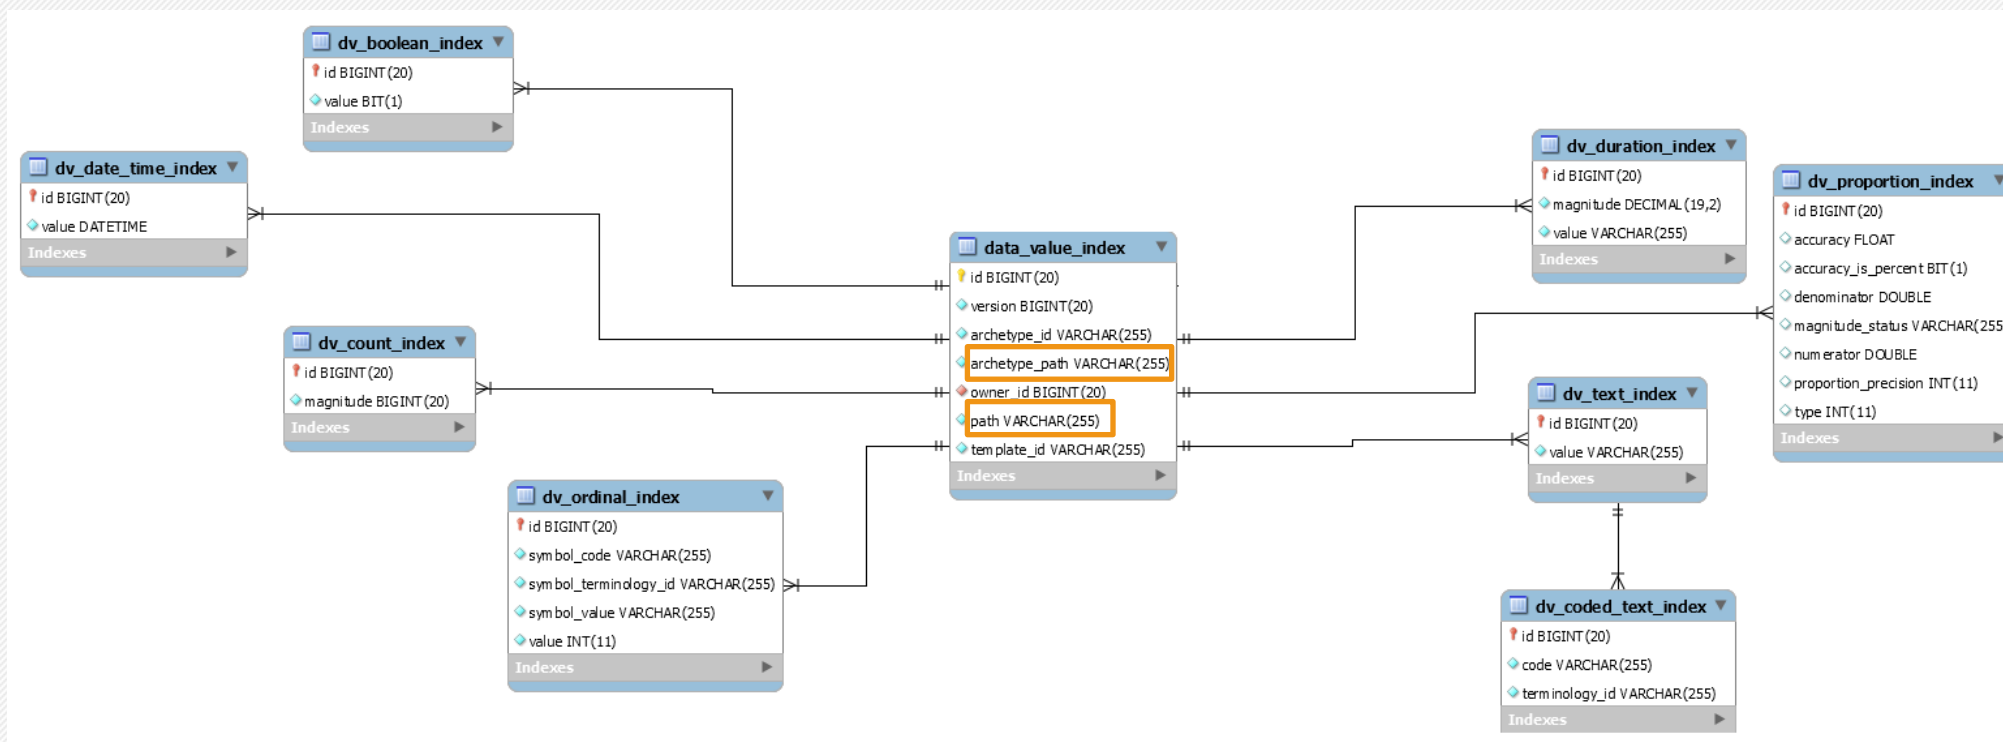 dv_boolean_index
id BIGINT(20)
value BIT(1)
Indexes
dv_date_time_index
id BIGINT(20)
value DATETIME
Indexes
dv_count_index
id BIGINT(20)
magnitude BIGINT(20)
Indexes
dv_ordinal_index
id BIGINT(20)
symbol_code VARCHAR(255)
symbol_terminology_id VARCHAR(255)
symbol_value VARCHAR(255)
value INT(11)
Indexes
data_value_index
id BIGINT(20)
version BIGINT(20)
archetype_id VARCHAR(255)
archetype_path VARCHAR(255)
owner_id BIGINT(20)
path VARCHAR(255)
template_id VARCHAR(255)
Indexes
dv_duration_index
id BIGINT(20)
magnitude DECIMAL(19,2)
value VARCHAR(255)
Indexes
dv_proportion_index
id BIGINT(20)
accuracy FLOAT
accuracy_is_percent BIT(1)
denominator DOUBLE
magnitude_status VARCHAR(255
numerator DOUBLE
proportion_precision INT(11)
type INT(11)
Indexes
dv_text_index
id BIGINT(20)
value VARCHAR(255)
Indexes
dv_coded_text_index
id BIGINT(20)
code VARCHAR(255)
terminology_id VARCHAR(255)
Indexes